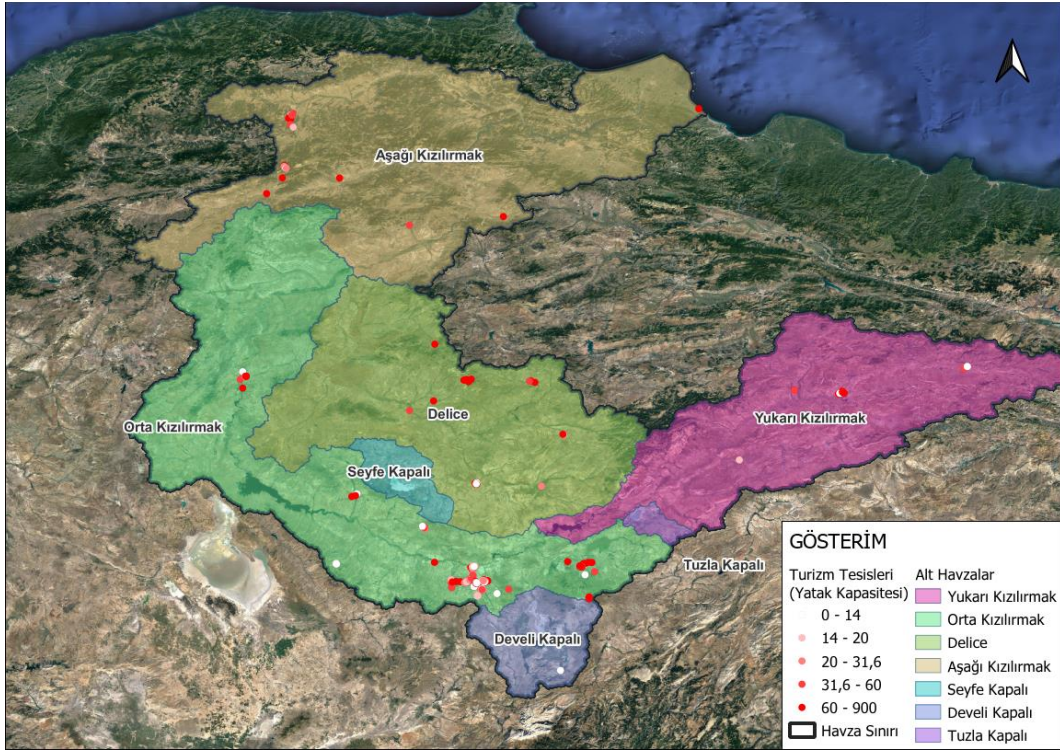 Aşağı Kızılırmak
Orta Kızılırmak
Delice
Yukarı Kızılırmak
Seyfe Kapalı
Tuzla Kapalı
Develi Kapalı
GÖSTERİM
Turizm Tesisleri
(Yatak Kapasitesi)
0 - 14
14 - 20
20 - 31,6
31,6 - 60
60 - 900
Havza Sınırı
Alt Havzalar
Yukarı Kızılırmak
Orta Kızılırmak
Delice
Aşağı Kızılırmak
Seyfe Kapalı
Develi Kapalı
Tuzla Kapalı